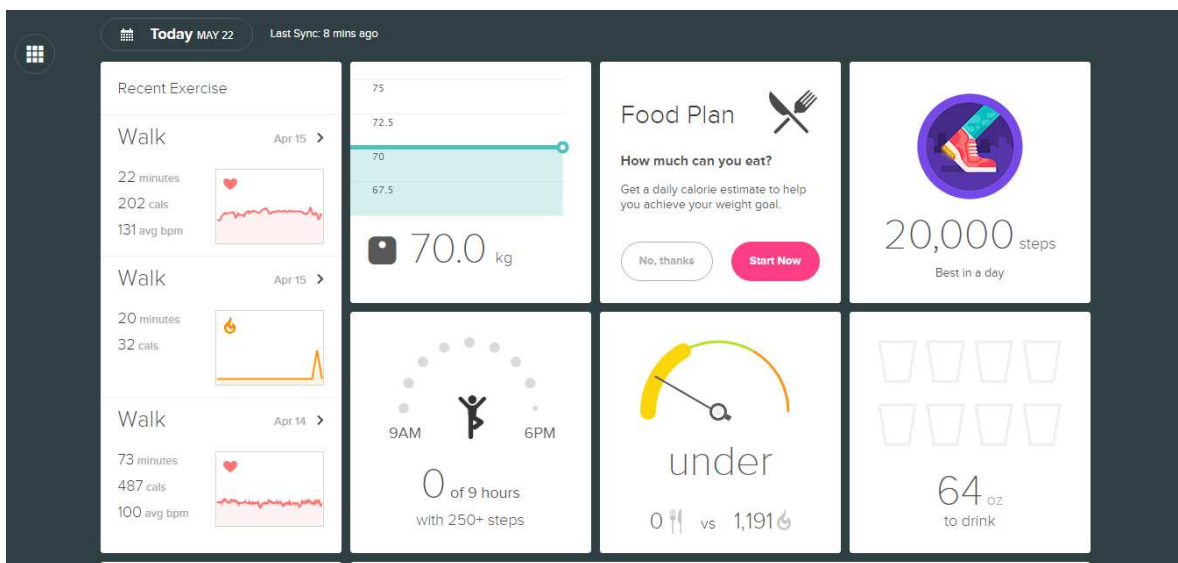 Today MAY 22
Last Sync: 8 mins ago
Recent Exercise
Walk
Apr 15
22 minutes
202 cals
131 avg bpm
Walk
Apr 15
20 minutes
32 cals
Walk
Apr 14
73 minutes
487 cals
100 avg bpm
75
72.5
70
67.5
70.0 kg
Food Plan
How much can you eat?
Get a daily calorie estimate to help
you achieve your weight goal.
No, thanks
Start Now
20,000 steps
Best in a day
9AM
6PM
0 of 9 hours
with 250+ steps
under
0 vs 1,191
64 oz
to drink